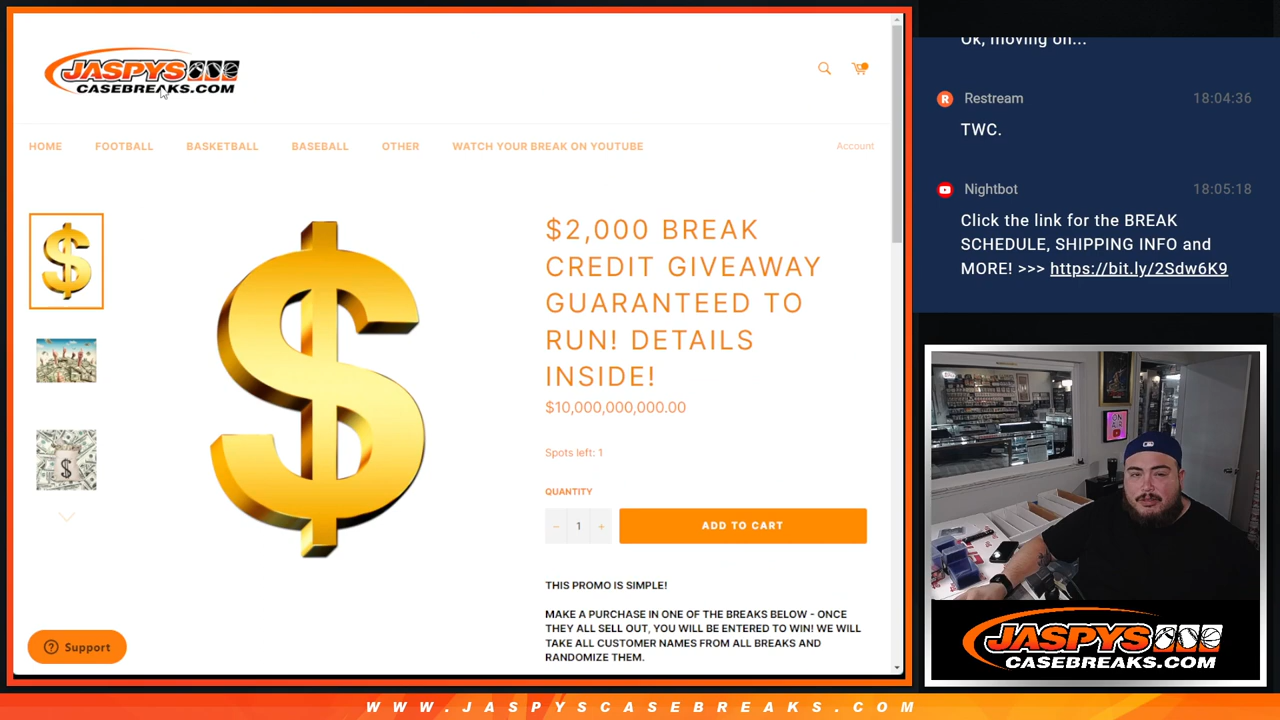 JASPYS
CASEBREAKS.COM
HOME
FOOTBALL
BASKETBALL
BASEBALL
OTHER
WATCH YOUR BREAK ON YOUTUBE
Account
$2,000 BREAK
CREDIT GIVEAWAY
GUARANTEED TO
RUN! DETAILS
INSIDE!
$10,000,000,000.00
Spots left: 1
QUANTITY
− 1 +
ADD TO CART
THIS PROMO IS SIMPLE!
MAKE A PURCHASE IN ONE OF THE BREAKS BELOW - ONCE
THEY ALL SELL OUT, YOU WILL BE ENTERED TO WIN! WE WILL
TAKE ALL CUSTOMER NAMES FROM ALL BREAKS AND
RANDOMIZE THEM.
Support
Ok, moving on...
Restream
18:04:36
TWC.
Nightbot
18:05:18
Click the link for the BREAK
SCHEDULE, SHIPPING INFO and
MORE! >>> https://bit.ly/2Sdw6K9
ON
AIR
JASPYS
CASEBREAKS.COM
WWW.JASPYSCASEBREAKS.COM